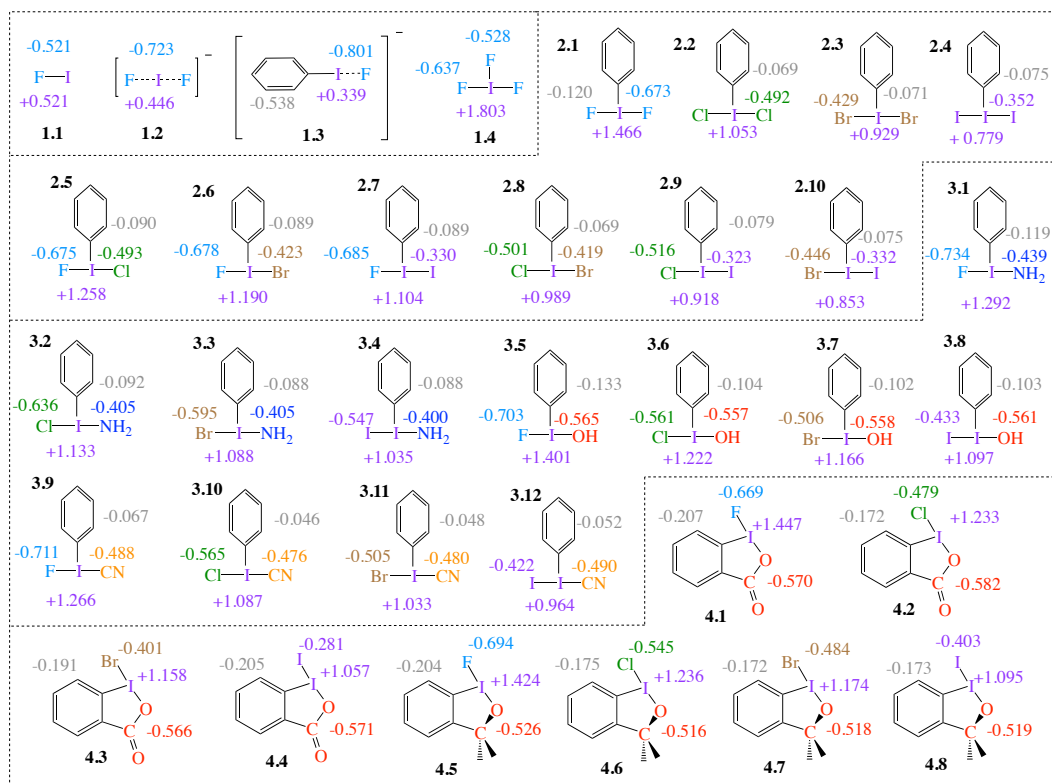 -0.521
F I
+0.521
1.1
-0.723
[F I F] −
+0.446
1.2
-0.801
I F −
-0.538 +0.339
1.3
-0.528
-0.637 F
F I F
+1.803
1.4
2.1
-0.120 -0.673
F I F
+1.466
2.2
-0.069
-0.492
Cl I Cl
+1.053
2.3
-0.071
-0.429
Br I Br
+0.929
2.4
-0.075
-0.352
I I I
+ 0.779
2.5
-0.090
-0.675 -0.493
F I Cl
+1.258
2.6
-0.089
-0.678 -0.423
F I Br
+1.190
2.7
-0.089
-0.685 -0.330
F I I
+1.104
2.8
-0.069
-0.501 -0.419
Cl I Br
+0.989
2.9
-0.079
-0.516 -0.323
Cl I I
+0.918
2.10
-0.075
-0.446 -0.332
Br I I
+0.853
3.1
-0.119
-0.734 -0.439
F I NH2
+1.292
3.2
-0.092
-0.636 -0.405
Cl I NH2
+1.133
3.3
-0.088
-0.595 -0.405
Br I NH2
+1.088
3.4
-0.088
-0.547 -0.400
I I NH2
+1.035
3.5
-0.133
-0.703 -0.565
F I OH
+1.401
3.6
-0.104
-0.561 -0.557
Cl I OH
+1.222
3.7
-0.102
-0.506 -0.558
Br I OH
+1.166
3.8
-0.103
-0.433 -0.561
I I OH
+1.097
3.9
-0.067
-0.711 -0.488
F I CN
+1.266
3.10
-0.046
-0.565 -0.476
Cl I CN
+1.087
3.11
-0.048
-0.505 -0.480
Br I CN
+1.033
3.12
-0.052
-0.422 -0.490
I I CN
+0.964
-0.669
-0.207 F
I +1.447
O
C -0.570
O
4.1
-0.479
-0.172 Cl
I +1.233
O
C -0.582
O
4.2
-0.401
-0.191 Br
I +1.158
O
C -0.566
O
4.3
-0.281
-0.205 I
I +1.057
O
C -0.571
O
4.4
-0.694
-0.204 F
I +1.424
O
C -0.526
4.5
-0.545
-0.175 Cl
I +1.236
O
C -0.516
4.6
-0.484
-0.172 Br
I +1.174
O
C -0.518
4.7
-0.403
-0.173 I
I +1.095
O
C -0.519
4.8